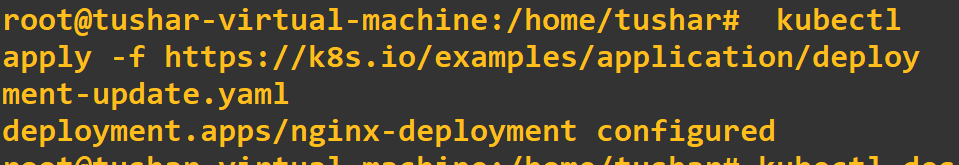 root@tushar-virtual-machine:/home/tushar#  kubectl
apply -f https://k8s.io/examples/application/deploy
ment-update.yaml
deployment.apps/nginx-deployment configured
root@tushar-virtual-machine:/home/tushar# kubectl des